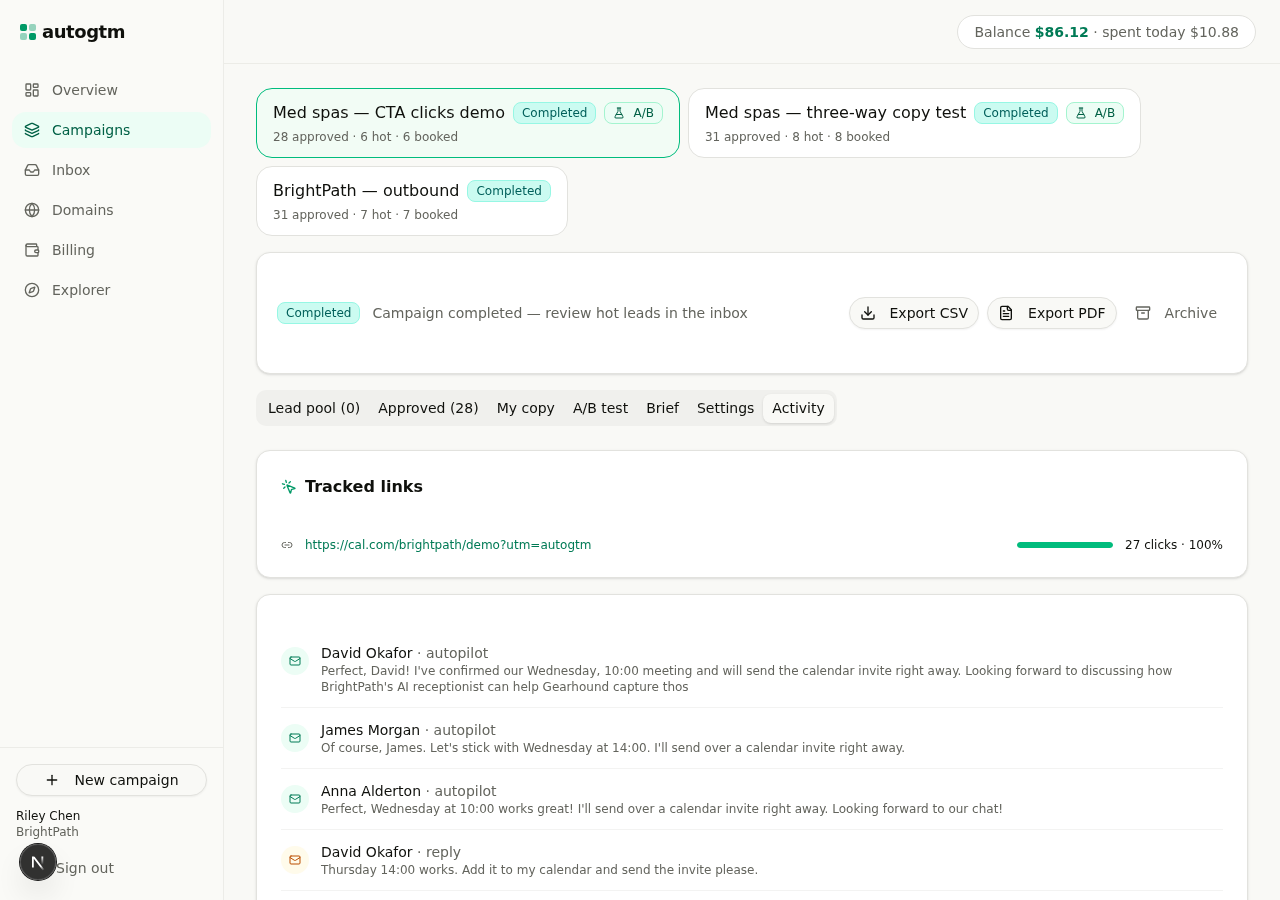 autogtm
Balance $86.12 · spent today $10.88
Overview
Campaigns
Inbox
Domains
Billing
Explorer
Med spas — CTA clicks demo Completed A/B
28 approved · 6 hot · 6 booked
Med spas — three-way copy test Completed A/B
31 approved · 8 hot · 8 booked
BrightPath — outbound Completed
31 approved · 7 hot · 7 booked
Completed Campaign completed — review hot leads in the inbox Export CSV Export PDF Archive
Lead pool (0) Approved (28) My copy A/B test Brief Settings Activity
Tracked links
https://cal.com/brightpath/demo?utm=autogtm 27 clicks · 100%
David Okafor · autopilot
Perfect, David! I've confirmed our Wednesday, 10:00 meeting and will send the calendar invite right away. Looking forward to discussing how
BrightPath's AI receptionist can help Gearhound capture thos
James Morgan · autopilot
Of course, James. Let's stick with Wednesday at 14:00. I'll send over a calendar invite right away.
Anna Alderton · autopilot
Perfect, Wednesday at 10:00 works great! I'll send over a calendar invite right away. Looking forward to our chat!
David Okafor · reply
Thursday 14:00 works. Add it to my calendar and send the invite please.
New campaign
Riley Chen
BrightPath
N Sign out